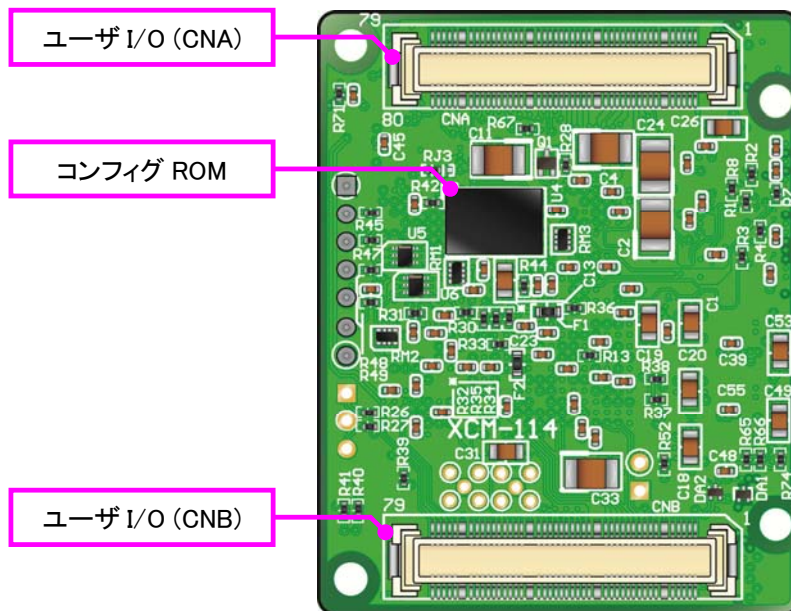 ユーザ I/O (CNA)
コンフィグ ROM
ユーザ I/O (CNB)
79
1
80
CNA
R71
C45
R67
C11
Q1
R28
C24
C26
RJ3
R42
C4
U4
R8
R2
R1
R7
R45
U5
RM1
RM3
C2
R3
R4
R47
U6
R44
C13
R31
R30
F1
R36
C1
C53
RM2
R33
C23
R13
C19
C20
C39
R48
R49
F2
R38
R32
R35
R34
R37
C55
C49
R26
R27
XCM-114
R52
R65
R66
R39
C31
C18
C48
R41
R40
C33
DA2
DA1
R74
79
CNB
1